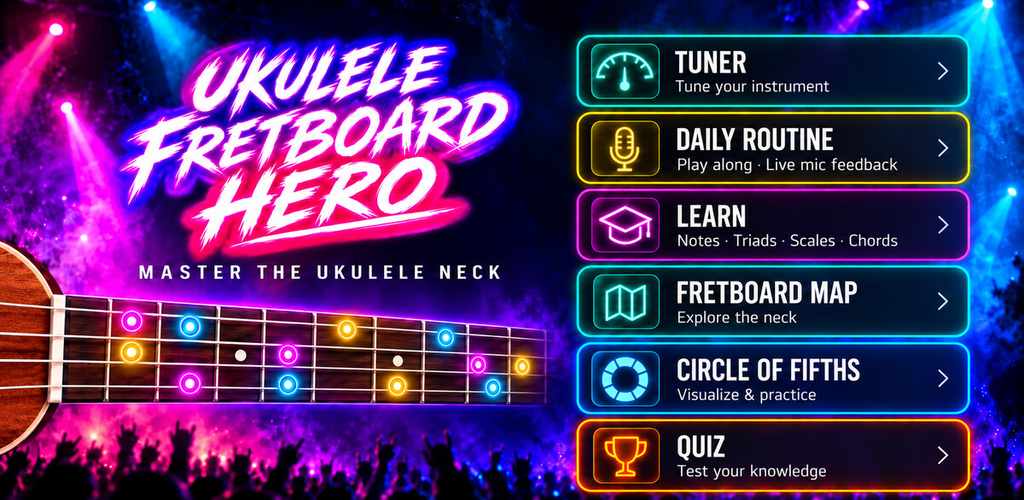 UKULELE
FRETBOARD
HERO
MASTER THE UKULELE NECK
TUNER
Tune your instrument
DAILY ROUTINE
Play along · Live mic feedback
LEARN
Notes · Triads · Scales · Chords
FRETBOARD MAP
Explore the neck
CIRCLE OF FIFTHS
Visualize & practice
QUIZ
Test your knowledge